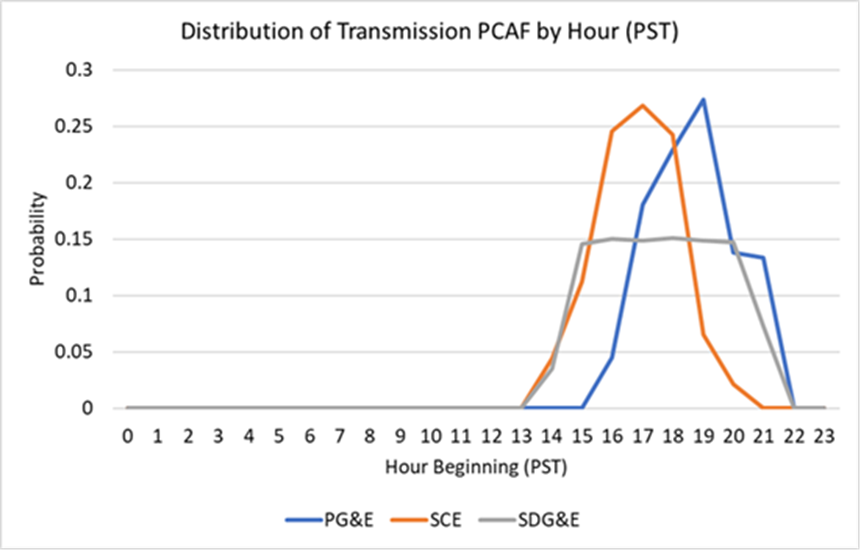 Distribution of Transmission PCAF by Hour (PST)
0.3
0.25
0.2
0.15
0.1
0.05
0
Probability
0 1 2 3 4 5 6 7 8 9 10 11 12 13 14 15 16 17 18 19 20 21 22 23
Hour Beginning (PST)
PG&E SCE SDG&E